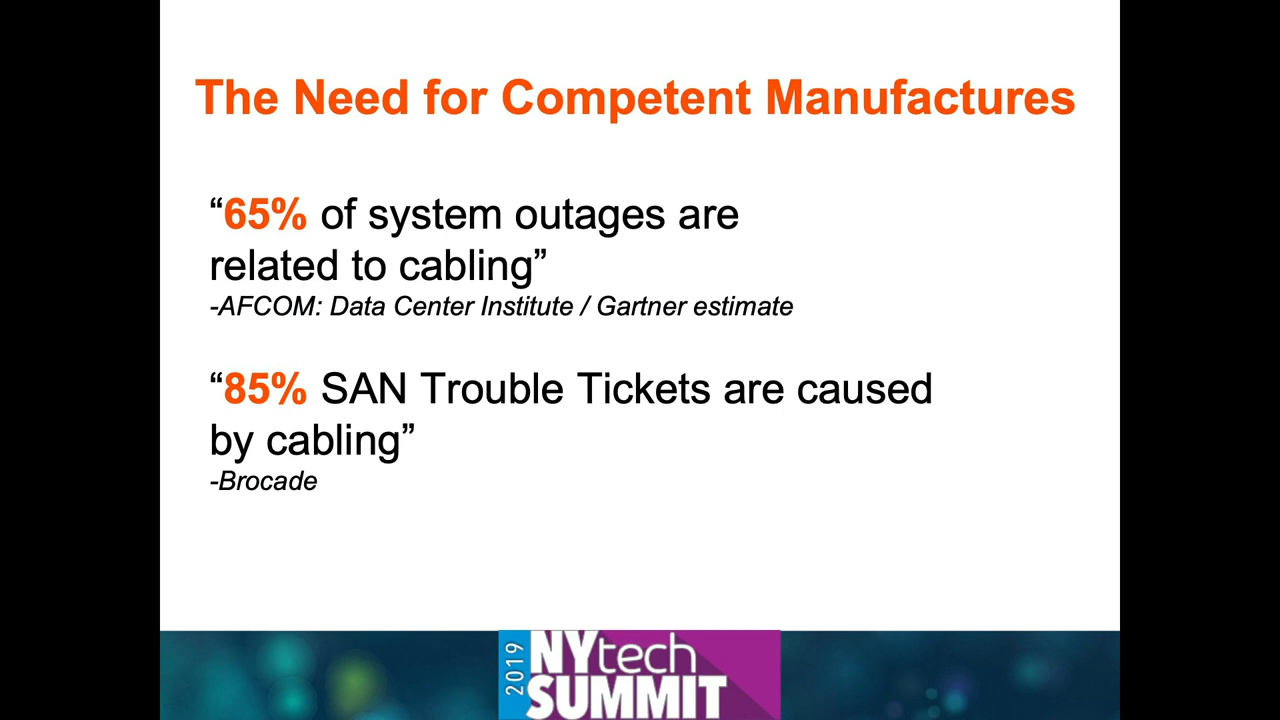 The Need for Competent Manufactures
“65% of system outages are
related to cabling”
-AFCOM: Data Center Institute / Gartner estimate
“85% SAN Trouble Tickets are caused
by cabling”
-Brocade
2019
NYtech
SUMMIT